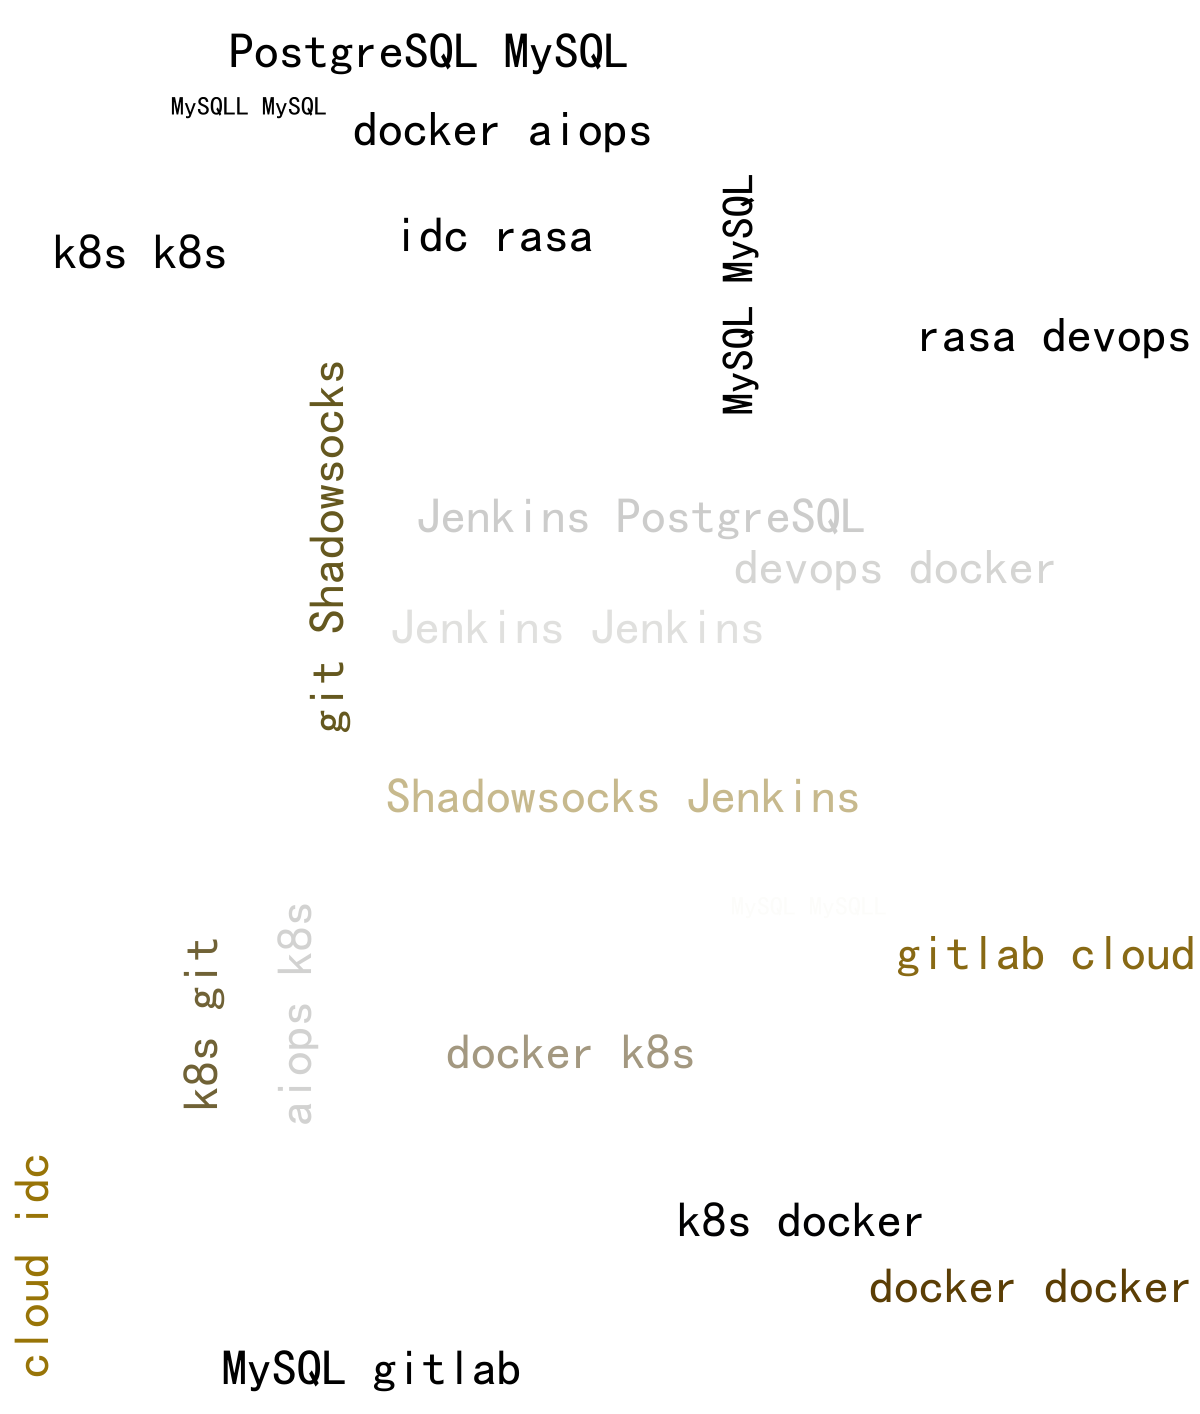 PostgreSQL MySQL
MySQLL MySQL
docker aiops
MySQL MySQL
idc rasa
k8s k8s
rasa devops
git Shadowsocks
Jenkins PostgreSQL
devops docker
Jenkins Jenkins
Shadowsocks Jenkins
MySQL MySQLL
aiops k8s
k8s git
gitlab cloud
docker k8s
cloud idc
k8s docker
docker docker
MySQL gitlab